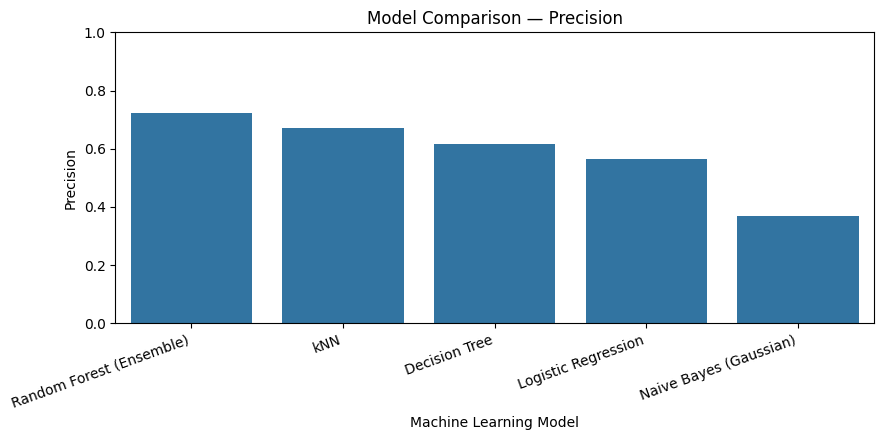 Model Comparison — Precision
1.0
0.8
0.6
0.4
0.2
0.0
Precision
Random Forest (Ensemble)
kNN
Decision Tree
Logistic Regression
Naive Bayes (Gaussian)
Machine Learning Model